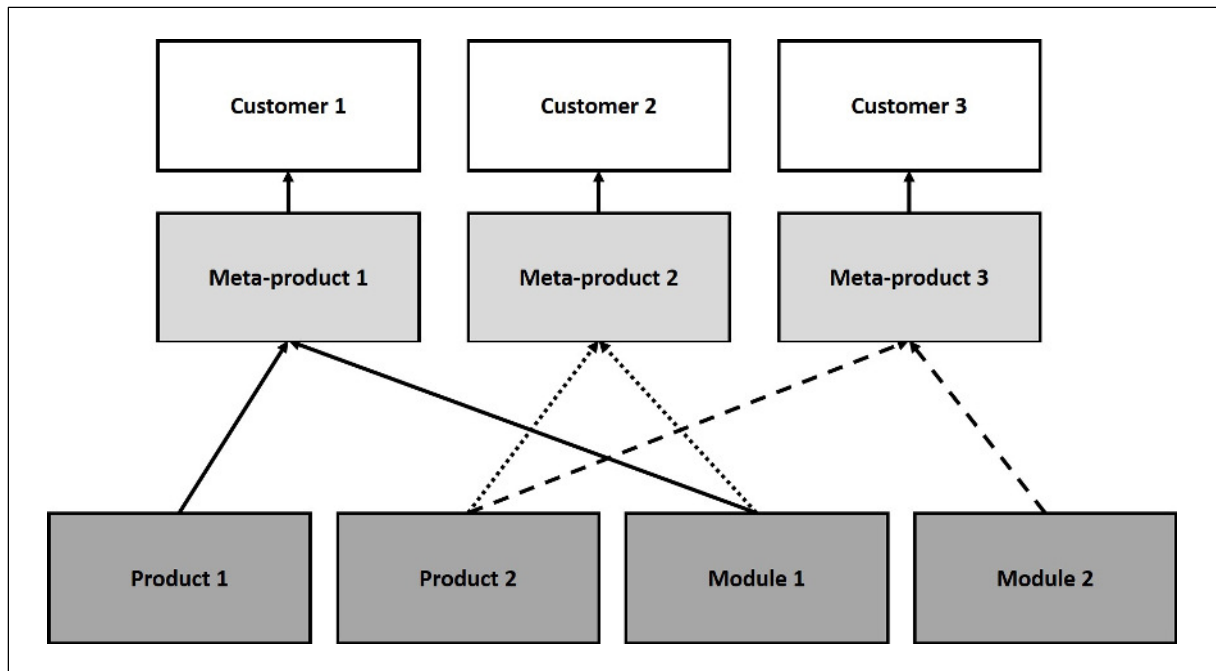 Customer 1
Customer 2
Customer 3
Meta-product 1
Meta-product 2
Meta-product 3
Product 1
Product 2
Module 1
Module 2